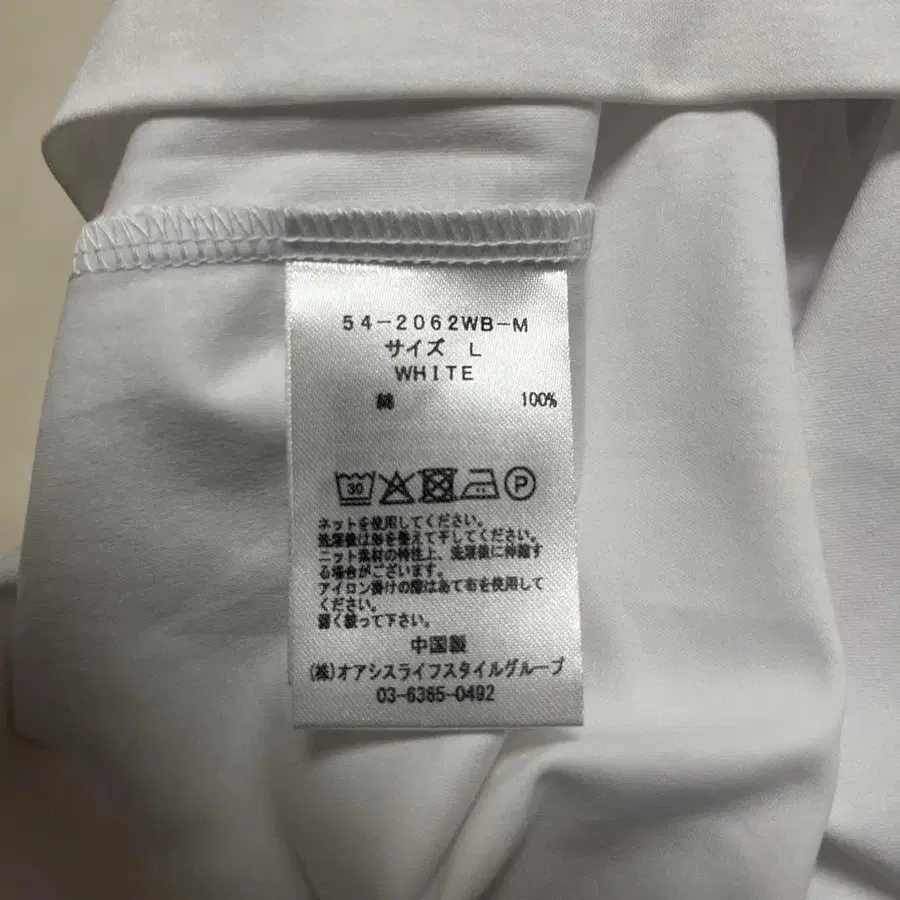 54-2062WB-M
サイズ L
WHITE
綿 100%
30 P
ネットを使用してください。
洗濯後は形を整えて干してください。
ニット素材の特性上、洗濯後に伸縮す
る場合がございます。
アイロン掛けの際はあて布を使用して
ください。
弱く絞って下さい。
中国製
(株)オアシスライフスタイルグループ
03-6365-0492